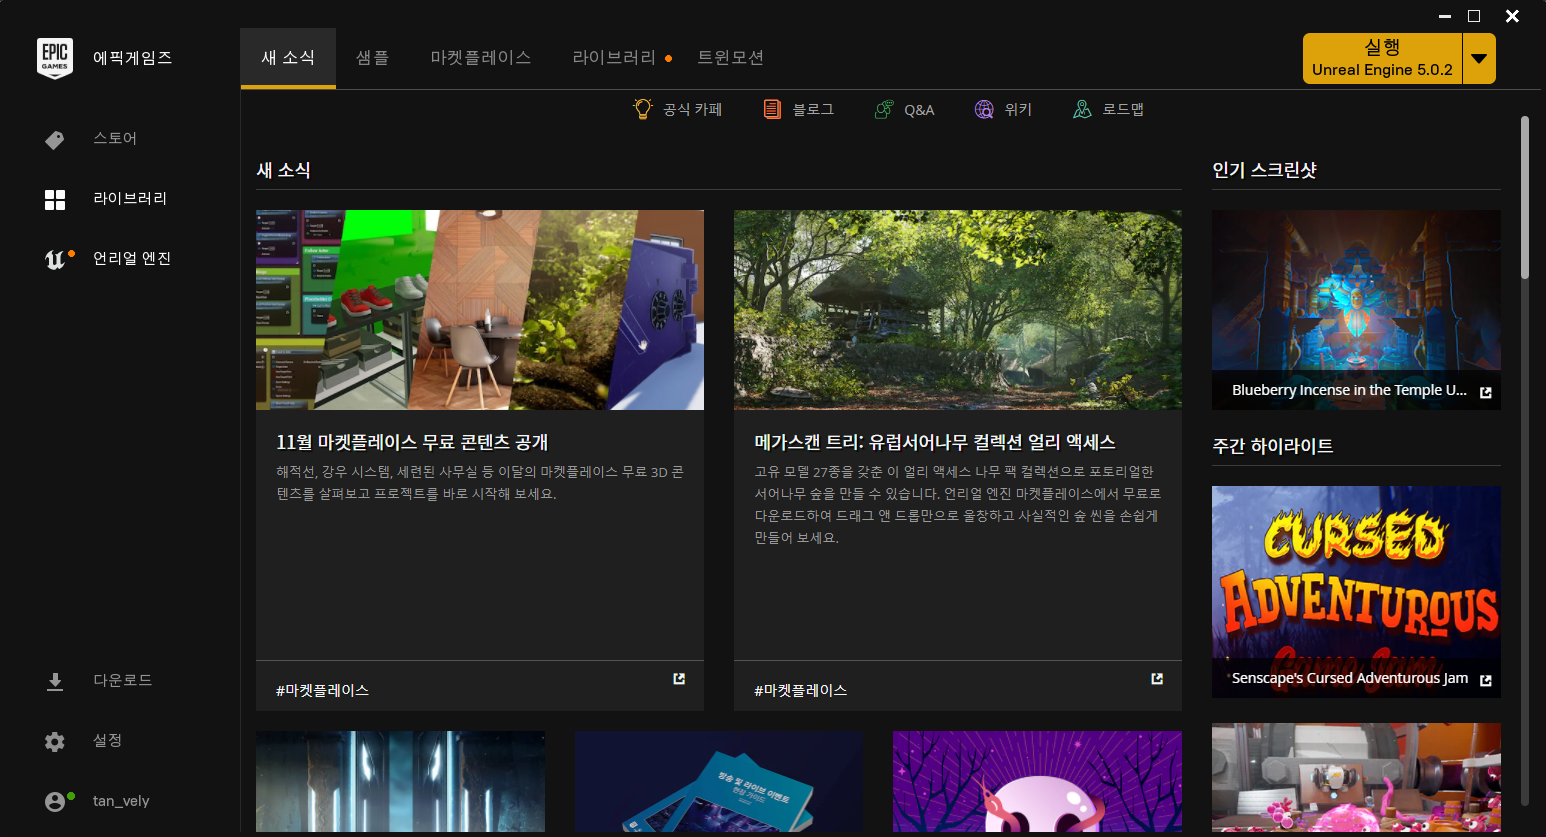 EPIC
GAMES
에픽게임즈
새 소식
샘플
마켓플레이스
라이브러리
트윈모션
실행
Unreal Engine 5.0.2
스토어
라이브러리
언리얼 엔진
다운로드
설정
tan_vely
공식 카페
블로그
Q&A
위키
로드맵
새 소식
11월 마켓플레이스 무료 콘텐츠 공개
해적선, 강우 시스템, 세련된 사무실 등 이달의 마켓플레이스 무료 3D 콘
텐츠를 살펴보고 프로젝트를 바로 시작해 보세요.
#마켓플레이스
메가스캔 트리: 유럽서어나무 컬렉션 얼리 액세스
고유 모델 27종을 갖춘 이 얼리 액세스 나무 팩 컬렉션으로 포토리얼한
서어나무 숲을 만들 수 있습니다. 언리얼 엔진 마켓플레이스에서 무료로
다운로드하여 드래그 앤 드롭만으로 울창하고 사실적인 숲 씬을 손쉽게
만들어 보세요.
#마켓플레이스
방송 및 라이브 이벤트
현장 가이드
인기 스크린샷
Blueberry Incense in the Temple U...
주간 하이라이트
CURSED
ADVENTUROUS
Game Jam
Senscape's Cursed Adventurous Jam